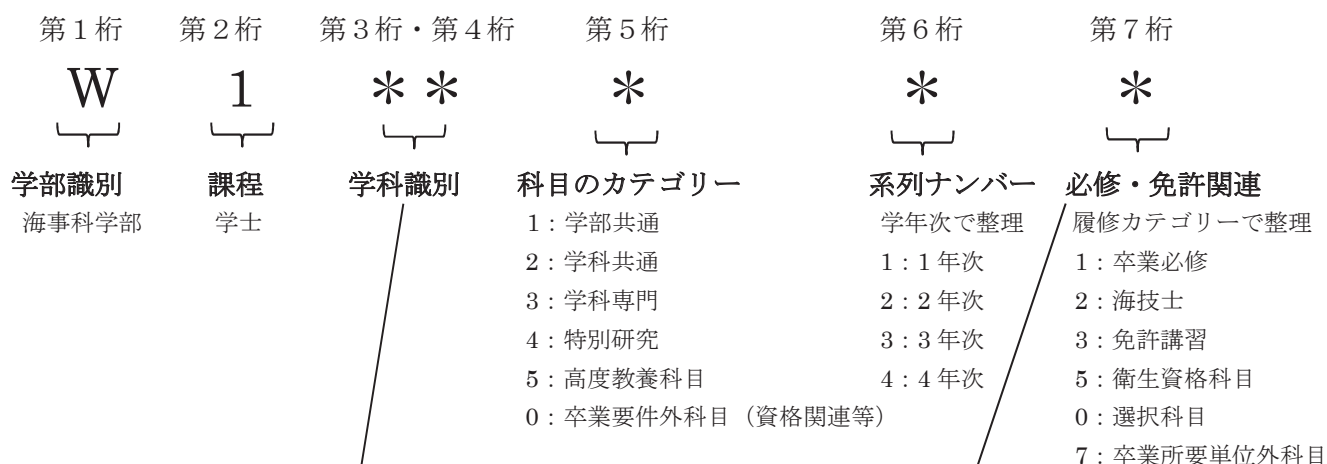 第1桁 第2桁 第3桁・第4桁 第5桁 第6桁 第7桁
W 1 ＊＊ ＊ ＊ ＊
学部識別 課程 学科識別 科目のカテゴリー 系列ナンバー 必修・免許関連
海事科学部 学士 1：学部共通 学年次で整理 履修カテゴリーで整理
2：学科共通 1：1年次 1：卒業必修
3：学科専門 2：2年次 2：海技士
4：特別研究 3：3年次 3：免許講習
5：高度教養科目 4：4年次 5：衛生資格科目
0：卒業要件外科目（資格関連等） 0：選択科目
7：卒業所要単位外科目